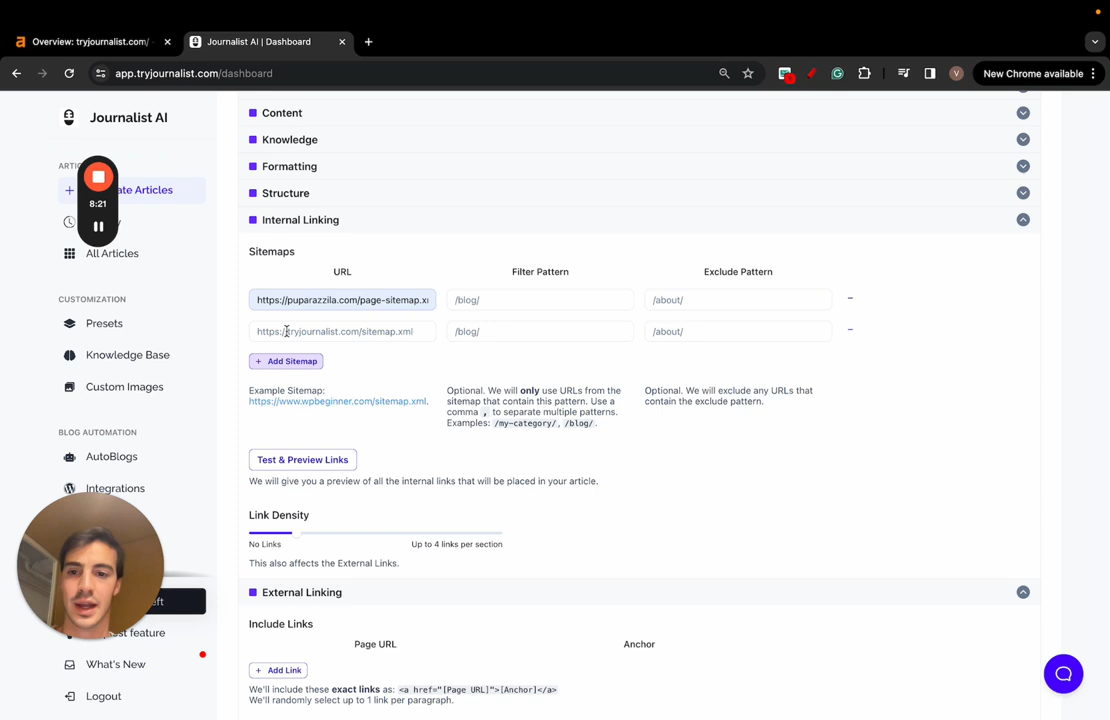 Overview: tryjournalist.com/
Journalist AI | Dashboard
app.tryjournalist.com/dashboard
V
New Chrome available
Journalist AI
8:21
All Articles
CUSTOMIZATION
Presets
Knowledge Base
Custom Images
BLOG AUTOMATION
AutoBlogs
Integrations
What's New
Logout
Content
Knowledge
Formatting
Structure
Internal Linking
Sitemaps
URL Filter Pattern Exclude Pattern
https://puparazzila.com/page-sitemap.x /blog/ /about/ −
https://tryjournalist.com/sitemap.xml /blog/ /about/ −
+ Add Sitemap
Example Sitemap:
https://www.wpbeginner.com/sitemap.xml.
Optional. We will only use URLs from the
sitemap that contain this pattern. Use a
comma , to separate multiple patterns.
Examples: /my-category/, /blog/.
Optional. We will exclude any URLs that
contain the exclude pattern.
Test & Preview Links
We will give you a preview of all the internal links that will be placed in your article.
Link Density
No Links Up to 4 links per section
This also affects the External Links.
External Linking
Include Links
Page URL Anchor
+ Add Link
We'll include these exact links as: <a href="[Page URL]">[Anchor]</a>
We'll randomly select up to 1 link per paragraph.